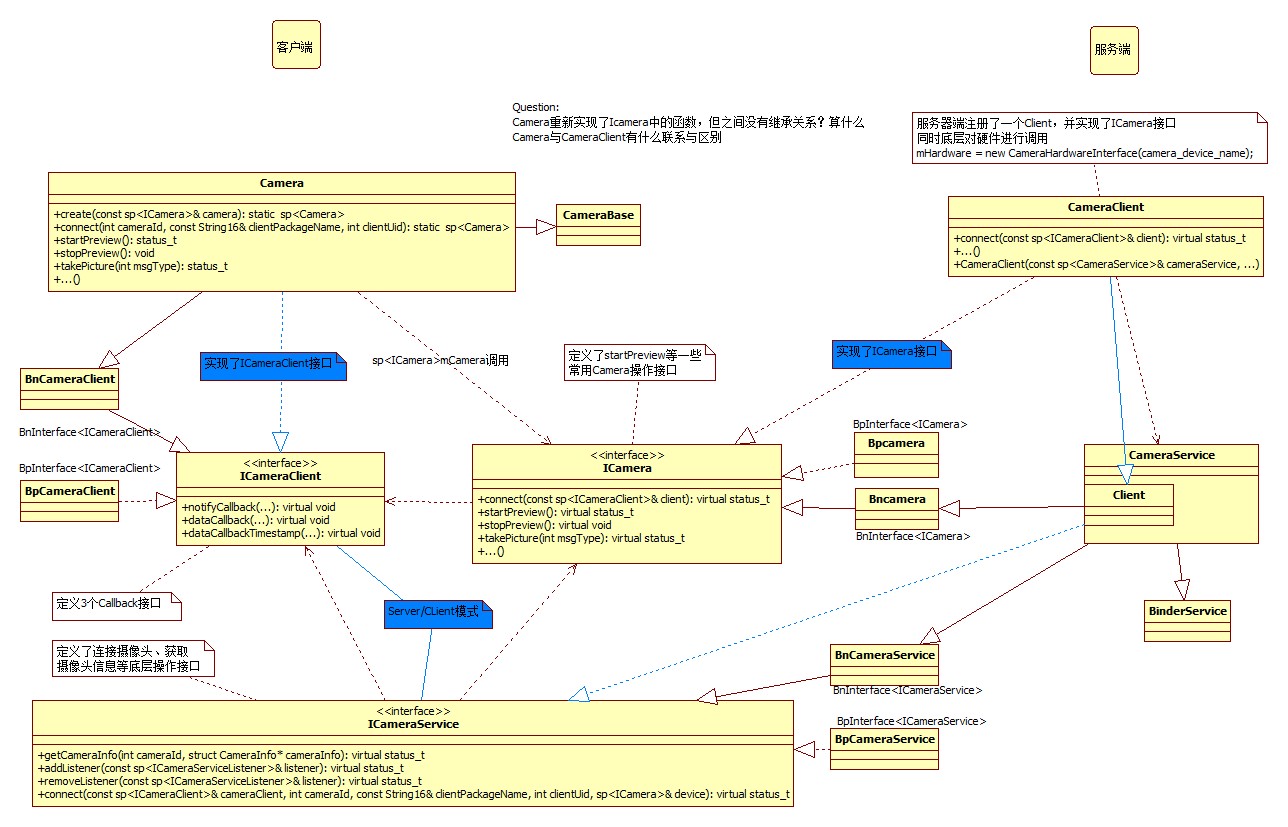 客户端
服务端
Question:
Camera重新实现了Icamera中的函数，但之间没有继承关系？算什么
Camera与CameraClient有什么联系与区别
服务器端注册了一个Client，并实现了ICamera接口
同时底层对硬件进行调用
mHardware = new CameraHardwareInterface(camera_device_name);
Camera
+create(const sp<ICamera>& camera): static sp<Camera>
+connect(int cameraId, const String16& clientPackageName, int clientUid): static sp<Camera>
+startPreview(): status_t
+stopPreview(): void
+takePicture(int msgType): status_t
+...()
CameraBase
CameraClient
+connect(const sp<ICameraClient>& client): virtual status_t
+...()
+CameraClient(const sp<CameraService>& cameraService, ...)
实现了ICameraClient接口
sp<ICamera>mCamera调用
定义了startPreview等一些
常用Camera操作接口
实现了ICamera接口
BnCameraClient
BnInterface<ICameraClient>
BpInterface<ICameraClient>
BpCameraClient
<<interface>>
ICameraClient
+notifyCallback(...): virtual void
+dataCallback(...): virtual void
+dataCallbackTimestamp(...): virtual void
<<interface>>
ICamera
+connect(const sp<ICameraClient>& client): virtual status_t
+startPreview(): virtual status_t
+stopPreview(): virtual void
+takePicture(int msgType): virtual status_t
+...()
BpInterface<ICamera>
Bpcamera
Bncamera
BnInterface<ICamera>
CameraService
Client
BinderService
定义3个Callback接口
Server/CLient模式
定义了连接摄像头、获取
摄像头信息等底层操作接口
BnCameraService
BnInterface<ICameraService>
BpInterface<ICameraService>
BpCameraService
<<interface>>
ICameraService
+getCameraInfo(int cameraId, struct CameraInfo* cameraInfo): virtual status_t
+addListener(const sp<ICameraServiceListener>& listener): virtual status_t
+removeListener(const sp<ICameraServiceListener>& listener): virtual status_t
+connect(const sp<ICameraClient>& cameraClient, int cameraId, const String16& clientPackageName, int clientUid, sp<ICamera>& device): virtual status_t